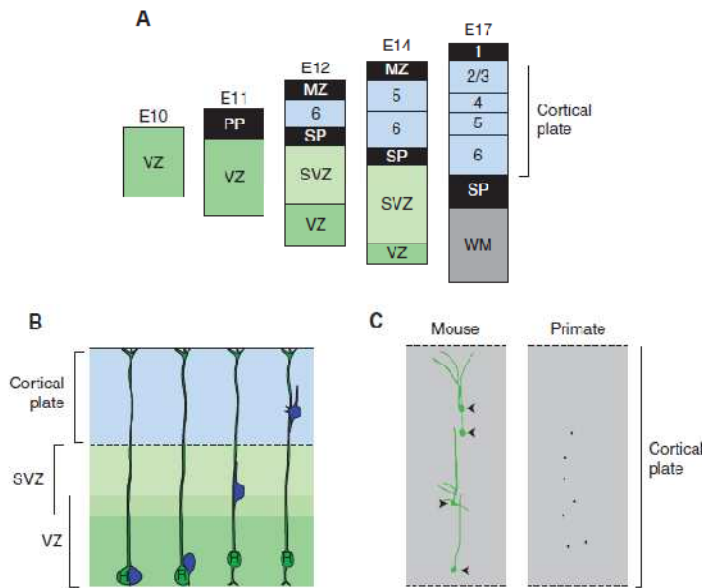 A
E10
VZ
E11
PP
VZ
E12
MZ
6
SP
SVZ
VZ
E14
MZ
5
6
SP
SVZ
VZ
E17
1
2/3
4
5
6
SP
WM
Cortical
plate
B
Cortical
plate
SVZ
VZ
C
Mouse
Primate
Cortical
plate